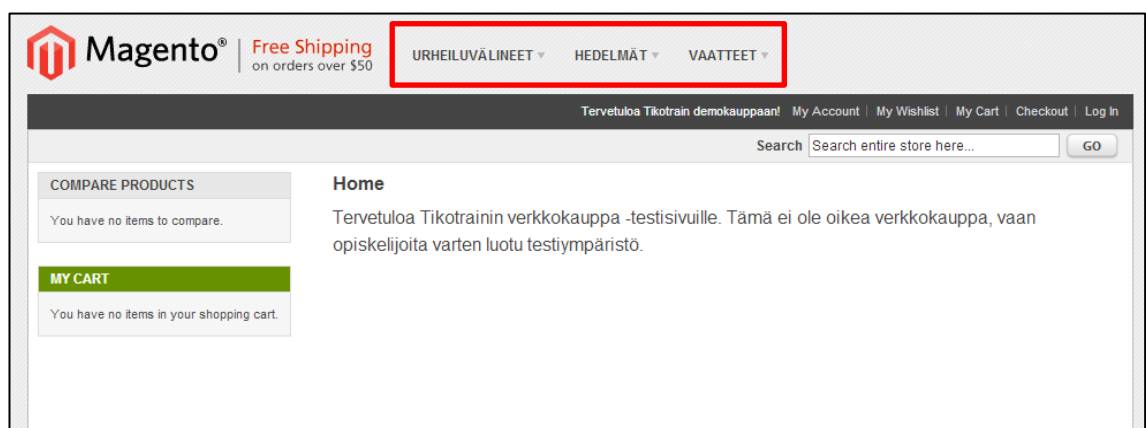 Magento®
Free Shipping
on orders over $50
URHEILUVÄLINEET
HEDELMÄT
VAATTEET
Tervetuloa Tikotrain demokauppaan! My Account | My Wishlist | My Cart | Checkout | Log In
Search Search entire store here... GO
COMPARE PRODUCTS
You have no items to compare.
MY CART
You have no items in your shopping cart.
Home
Tervetuloa Tikotrainin verkkokauppa -testisivuille. Tämä ei ole oikea verkkokauppa, vaan
opiskelijoita varten luotu testiympäristö.